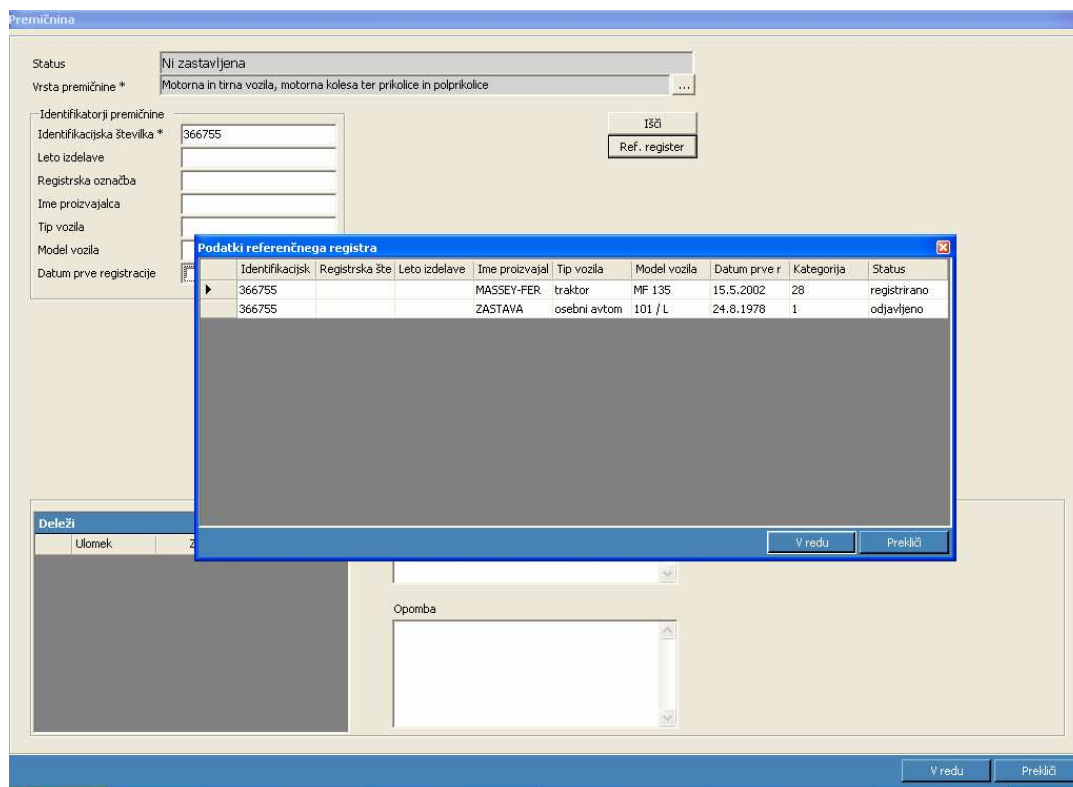 Premičnina
Status Ni zastavljena
Vrsta premičnine * Motorna in tirna vozila, motorna kolesa ter prikolice in polprikolice ...
Identifikatorji premičnine
Identifikacijska številka * 366755
Leto izdelave
Registrska označba
Ime proizvajalca
Tip vozila
Model vozila
Datum prve registracije
Išči
Ref. register
Podatki referenčnega registra
Identifikacijsk Registrska šte Leto izdelave Ime proizvajal Tip vozila Model vozila Datum prve r Kategorija Status
366755 MASSEY-FER traktor MF 135 15.5.2002 28 registrirano
366755 ZASTAVA osebni avtom 101 / L 24.8.1978 1 odjavljeno
V redu Prekliči
Deleži
Ulomek Z
Opomba
V redu Prekliči